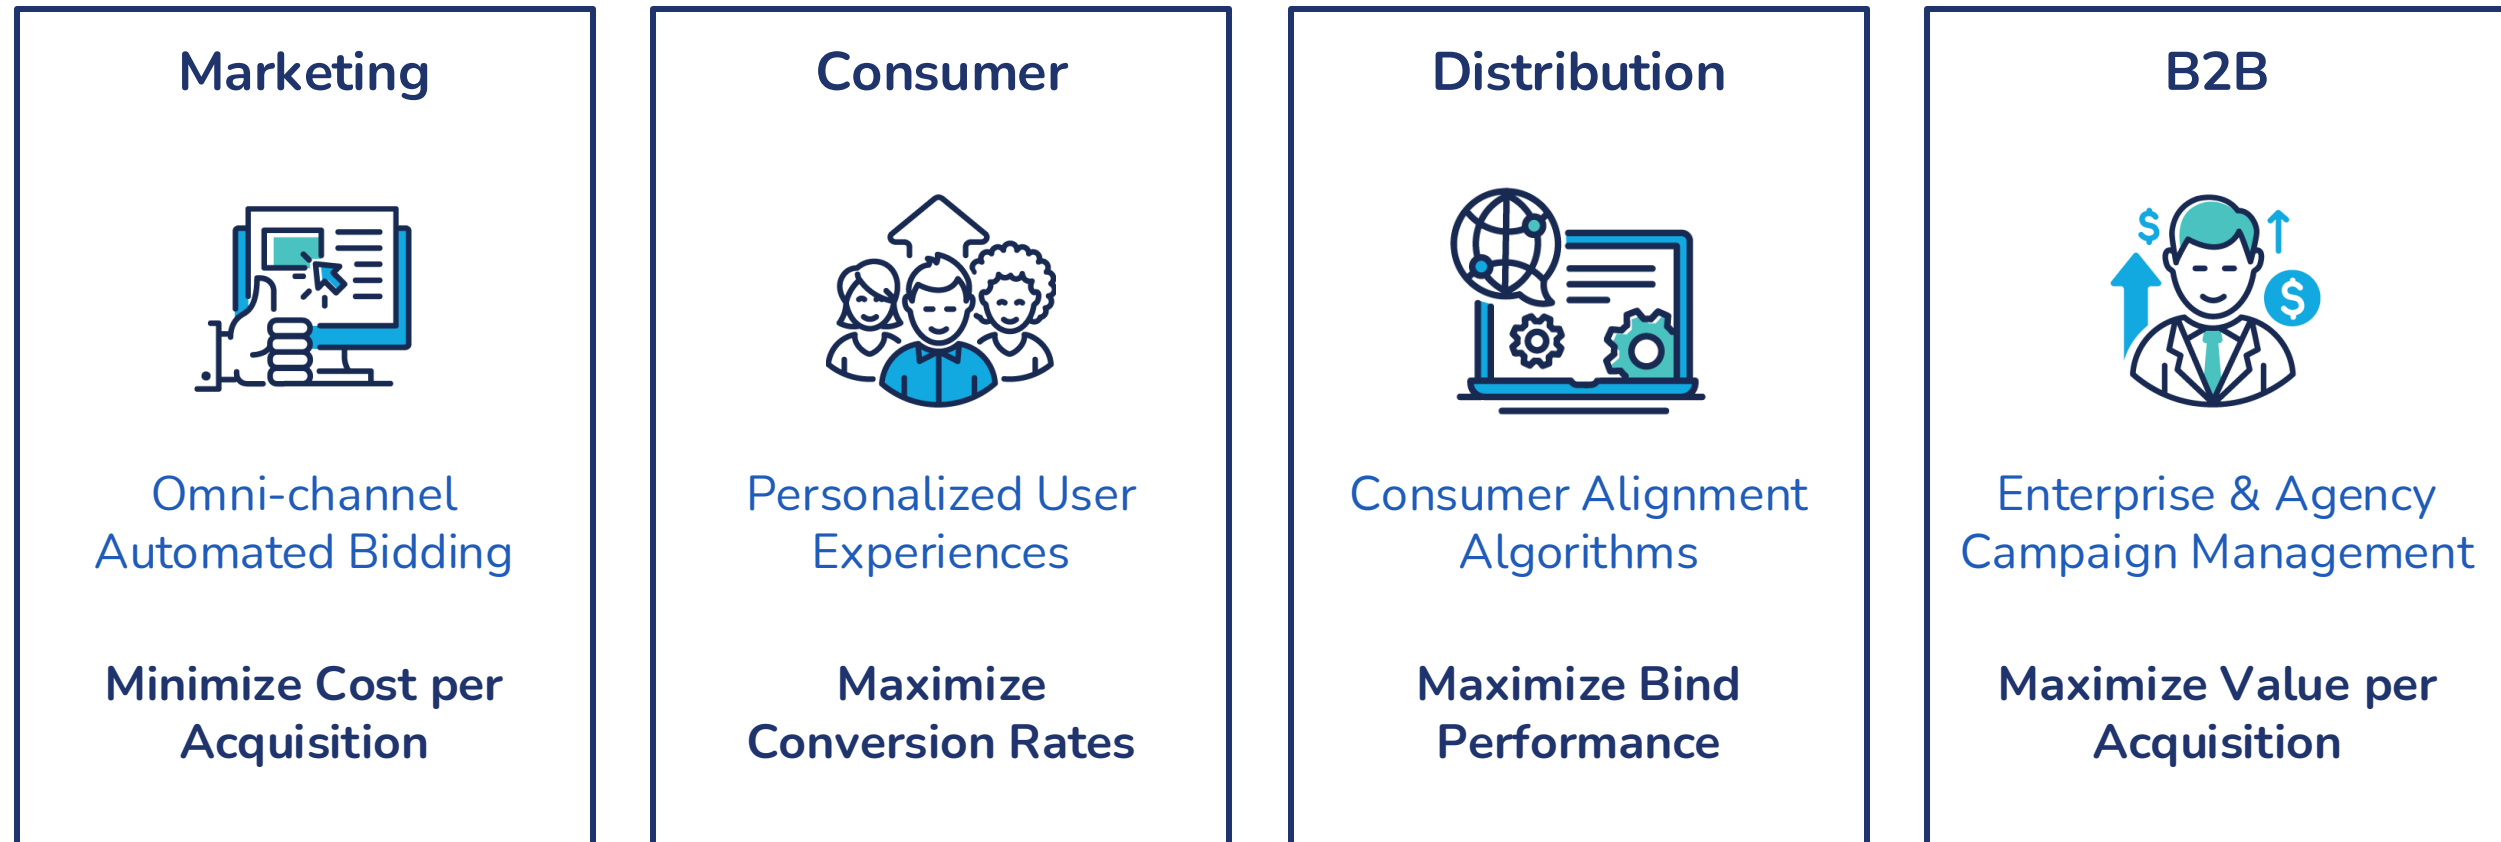 Marketing
Omni-channel
Automated Bidding
Minimize Cost per
Acquisition
Consumer
Personalized User
Experiences
Maximize
Conversion Rates
Distribution
Consumer Alignment
Algorithms
Maximize Bind
Performance
B2B
$
$
Enterprise & Agency
Campaign Management
Maximize Value per
Acquisition